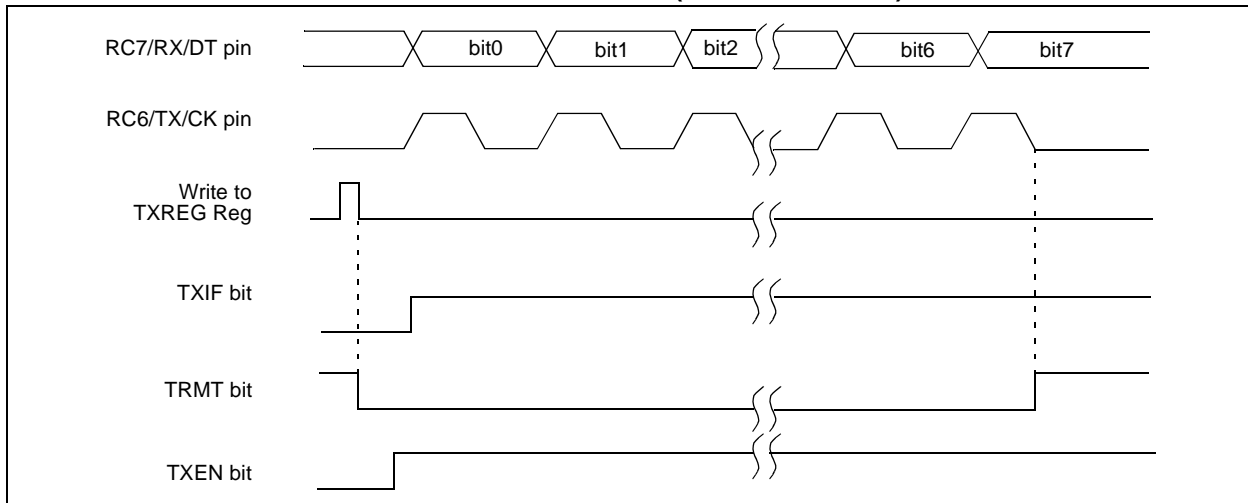 RC7/RX/DT pin
bit0 bit1 bit2 bit6 bit7
RC6/TX/CK pin
Write to
TXREG Reg
TXIF bit
TRMT bit
TXEN bit